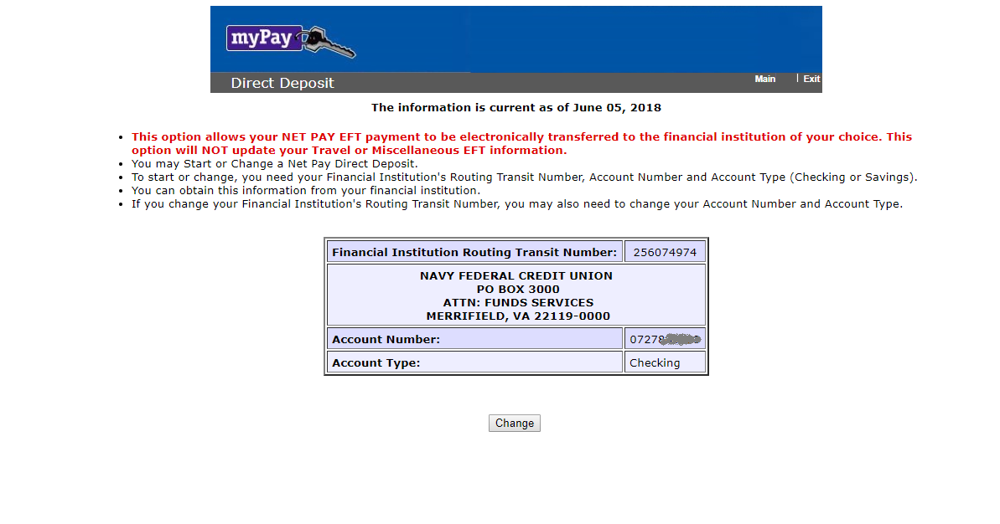 myPay
Direct Deposit
Main | Exit
The information is current as of June 05, 2018
• This option allows your NET PAY EFT payment to be electronically transferred to the financial institution of your choice. This
option will NOT update your Travel or Miscellaneous EFT information.
• You may Start or Change a Net Pay Direct Deposit.
• To start or change, you need your Financial Institution's Routing Transit Number, Account Number and Account Type (Checking or Savings).
• You can obtain this information from your financial institution.
• If you change your Financial Institution's Routing Transit Number, you may also need to change your Account Number and Account Type.
Financial Institution Routing Transit Number: 256074974
NAVY FEDERAL CREDIT UNION
PO BOX 3000
ATTN: FUNDS SERVICES
MERRIFIELD, VA 22119-0000
Account Number: 0727
Account Type: Checking
Change